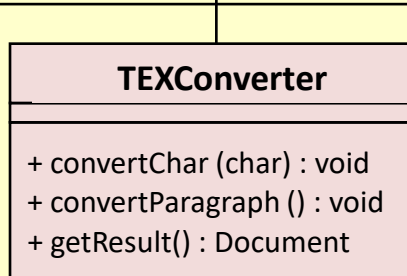 TEXConverter
+ convertChar (char) : void
+ convertParagraph () : void
+ getResult() : Document